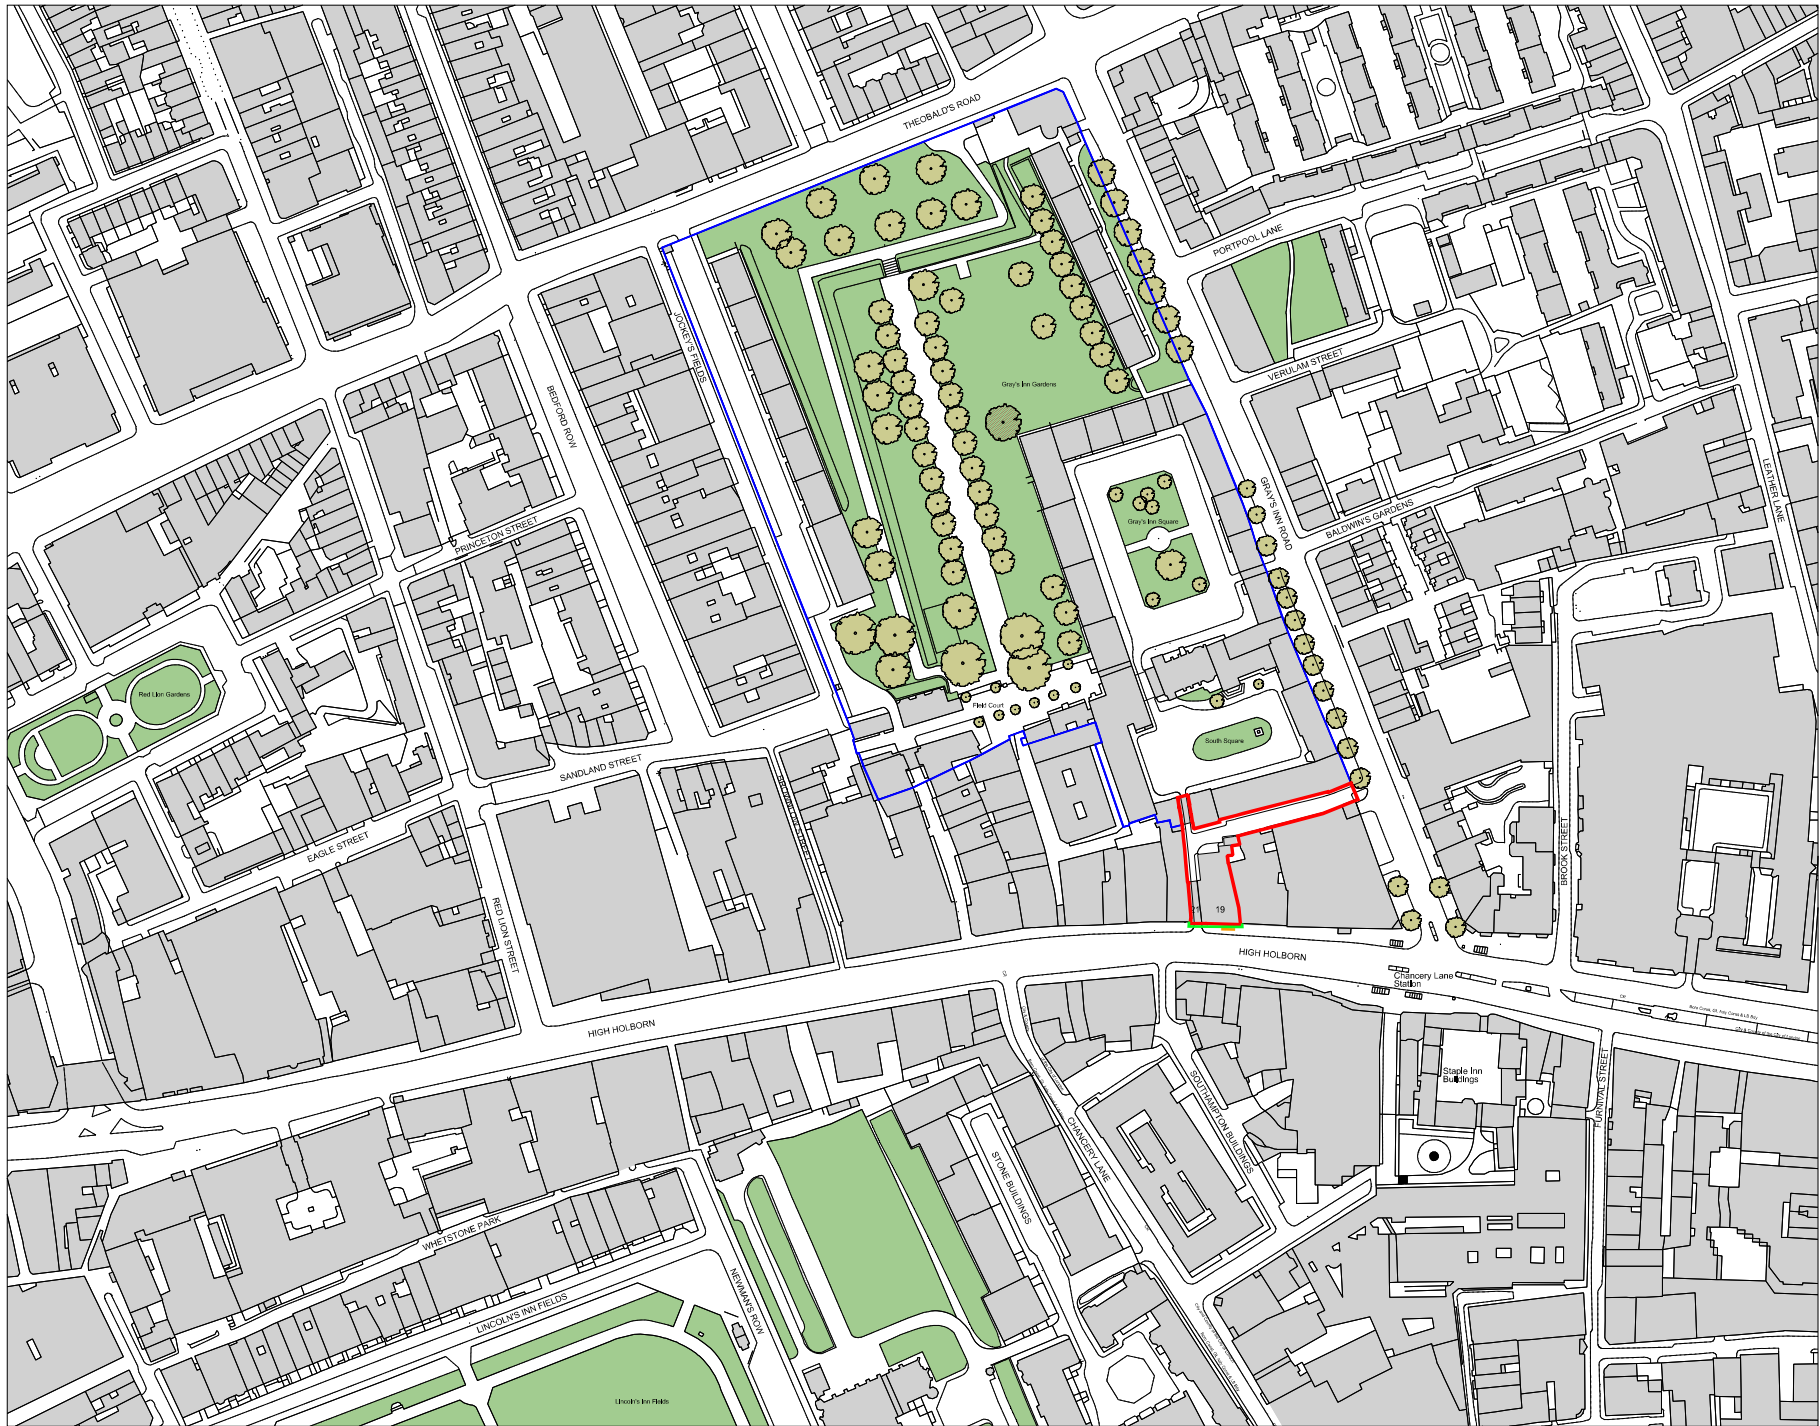 THEOBALD'S ROAD
PORTPOOL LANE
JOCKEY'S FIELDS
VERULAM STREET
Gray's Inn Gardens
BEDFORD ROW
LEATHER LANE
GRAY'S INN ROAD
Gray's Inn Square
PRINCETON STREET
BALDWIN'S GARDENS
Red Lion Gardens
Field Court
South Square
SANDLAND STREET
BROWNLOW STREET
EAGLE STREET
BROOK STREET
RED LION STREET
21
19
HIGH HOLBORN
Chancery Lane
Station
HIGH HOLBORN
Staple Inn
Buildings
FURNIVAL STREET
SOUTHAMPTON BUILDINGS
CHANCERY LANE
STONE BUILDINGS
WHETSTONE PARK
NEWMAN'S ROW
LINCOLN'S INN FIELDS
Lincoln's Inn Fields